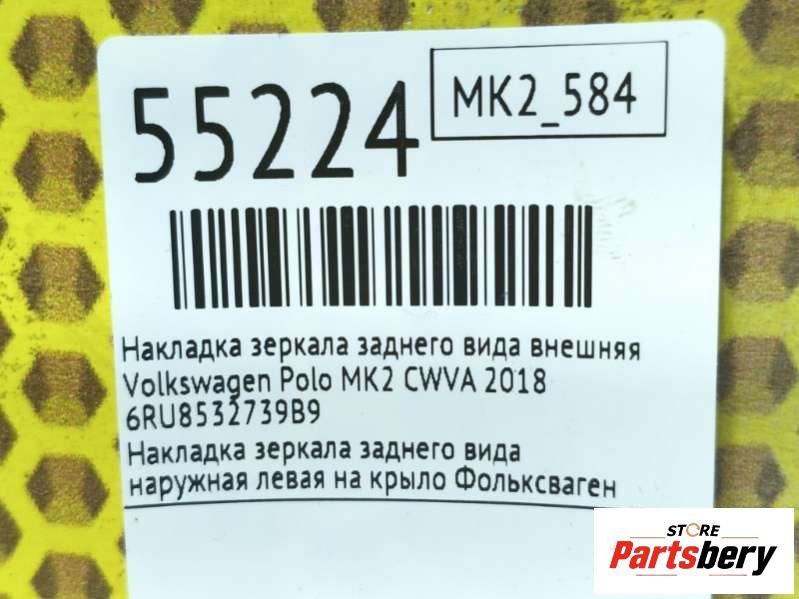 55224
MK2_584
Накладка зеркала заднего вида внешняя
Volkswagen Polo MK2 CWVA 2018
6RU8532739B9
Накладка зеркала заднего вида
наружная левая на крыло Фольксваген
STORE
Partsbery